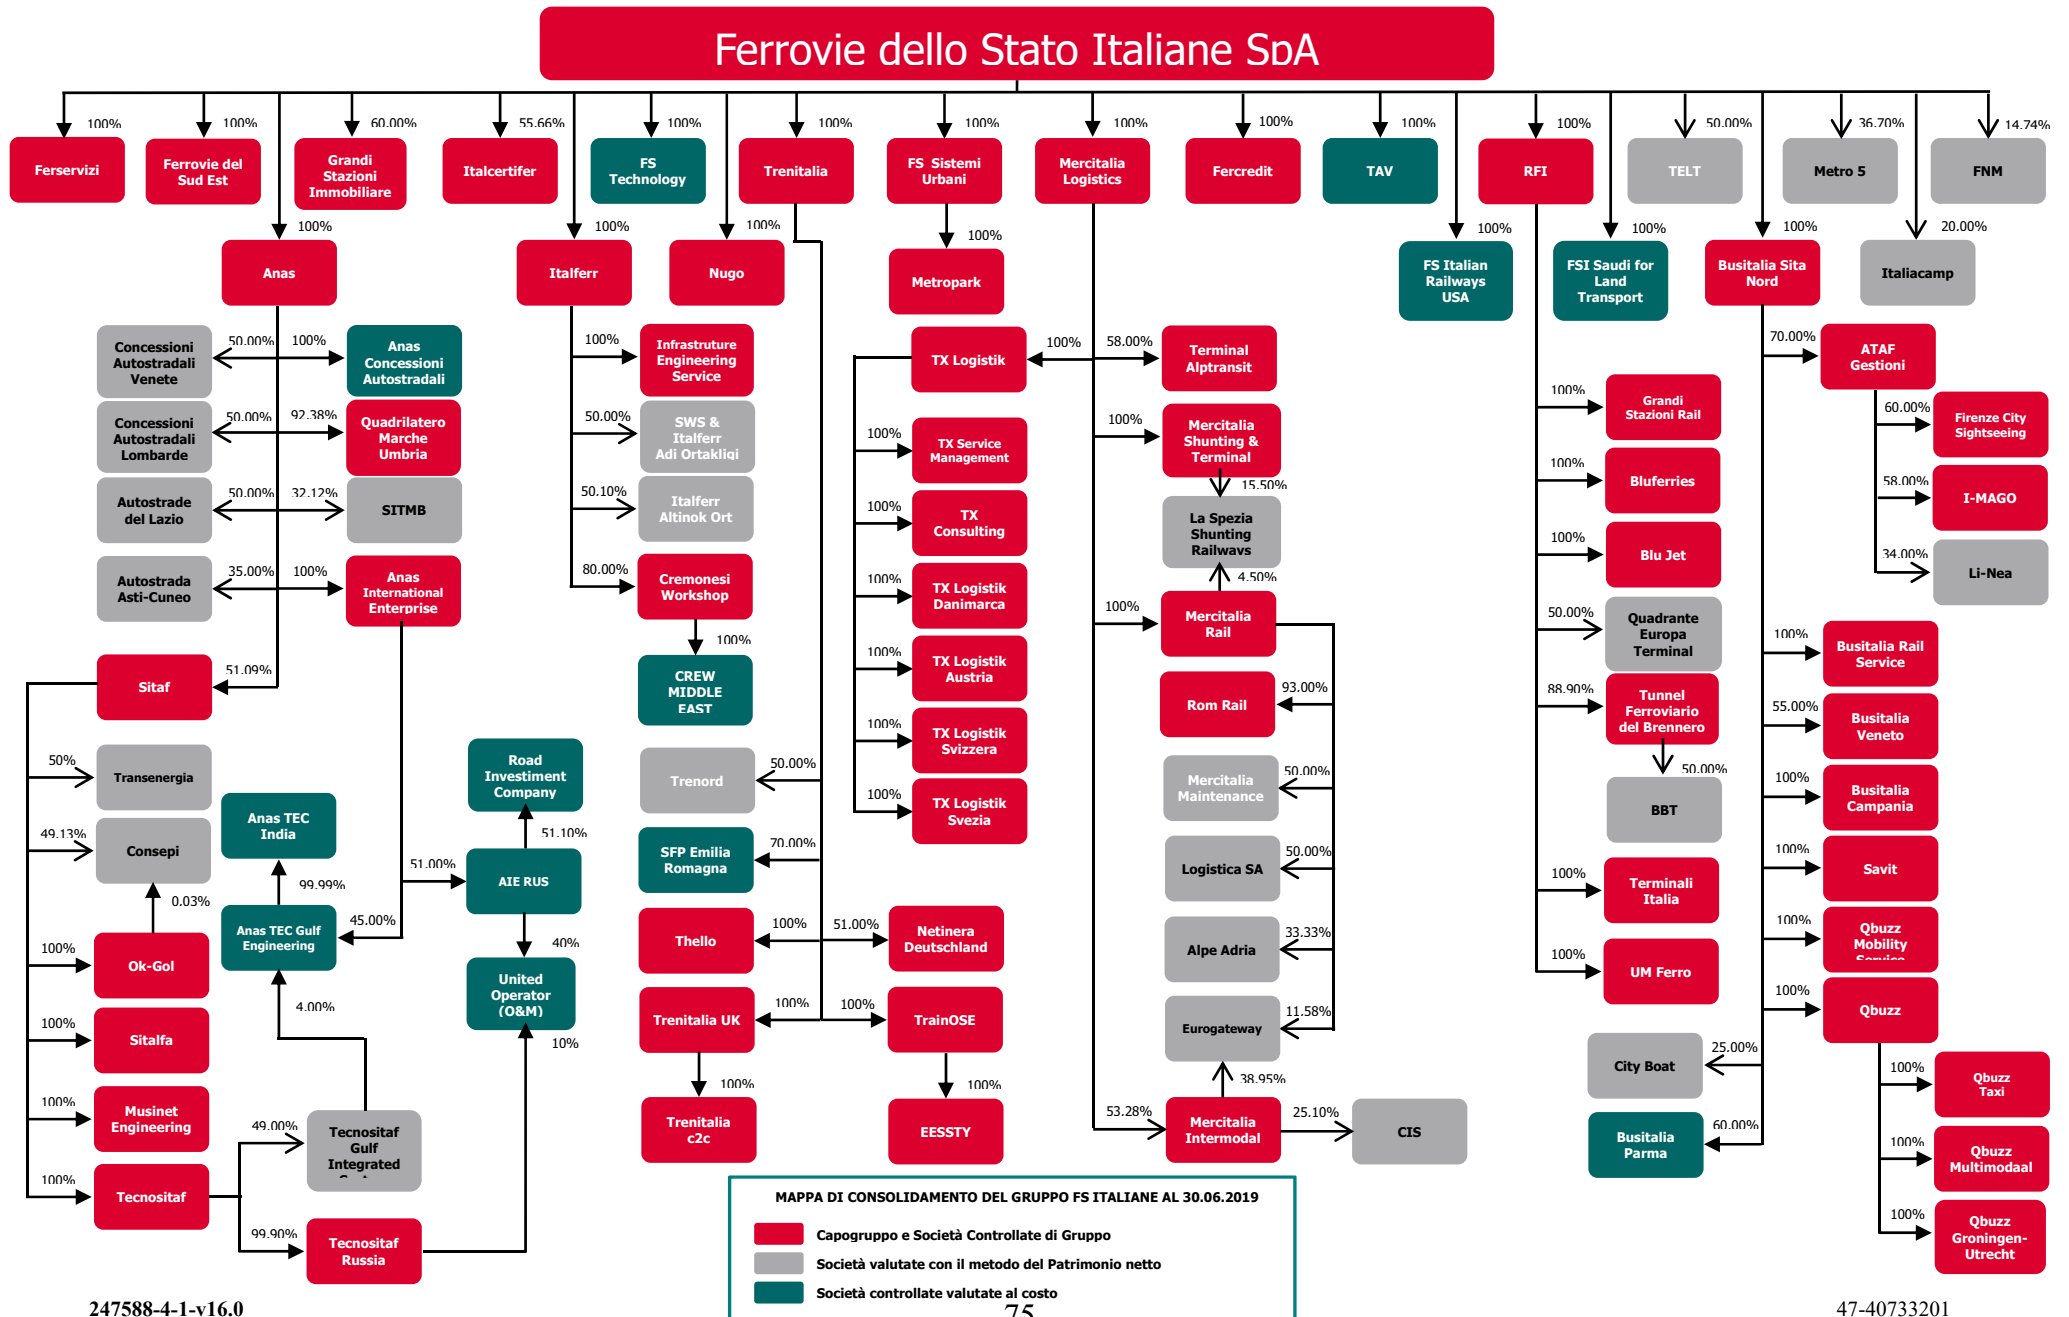 Ferrovie dello Stato Italiane SpA
100%
100%
60.00%
55.66%
100%
100%
100%
100%
100%
100%
100%
50.00%
36.70%
14.74%
Ferservizi
Ferrovie del
Sud Est
Grandi
Stazioni
Immobiliare
Italcertifer
FS
Technology
Trenitalia
FS Sistemi
Urbani
Mercitalia
Logistics
Fercredit
TAV
RFI
TELT
Metro 5
FNM
100%
100%
100%
100%
100%
100%
100%
20.00%
Anas
Italferr
Nugo
Metropark
FS Italian
Railways
USA
FSI Saudi for
Land
Transport
Busitalia Sita
Nord
Italiacamp
Concessioni
Autostradali
Venete
50.00%
100%
Anas
Concessioni
Autostradali
Concessioni
Autostradali
Lombarde
50.00%
92.38%
Quadrilatero
Marche
Umbria
Autostrade
del Lazio
50.00%
32.12%
SITMB
Autostrada
Asti-Cuneo
35.00%
100%
Anas
International
Enterprise
Sitaf
51.09%
50%
Transenergia
49.13%
Consepi
0.03%
100%
Ok-Gol
100%
Sitalfa
100%
Musinet
Engineering
100%
Tecnositaf
49.00%
Tecnositaf
Gulf
Integrated
99.90%
Tecnositaf
Russia
Anas TEC
India
99.99%
Anas TEC Gulf
Engineering
45.00%
4.00%
51.00%
Road
Investiment
Company
51.10%
AIE RUS
40%
United
Operator
(O&M)
10%
100%
Infrastruture
Engineering
Service
50.00%
SWS &
Italferr
Adi Ortakligi
50.10%
Italferr
Altinok Ort
80.00%
Cremonesi
Workshop
100%
CREW
MIDDLE
EAST
Trenord
50.00%
SFP Emilia
Romagna
70.00%
Thello
100%
51.00%
Netinera
Deutschland
Trenitalia UK
100%
100%
TrainOSE
100%
Trenitalia
c2c
100%
EESSTY
TX Logistik
100%
58.00%
Terminal
Alptransit
100%
TX Service
Management
100%
TX
Consulting
100%
TX Logistik
Danimarca
100%
TX Logistik
Austria
100%
TX Logistik
Svizzera
100%
TX Logistik
Svezia
100%
Mercitalia
Shunting &
Terminal
15.50%
La Spezia
Shunting
Railways
4.50%
100%
Mercitalia
Rail
Rom Rail
93.00%
Mercitalia
Maintenance
50.00%
Logistica SA
50.00%
Alpe Adria
33.33%
Eurogateway
11.58%
38.95%
53.28%
Mercitalia
Intermodal
25.10%
CIS
100%
Grandi
Stazioni Rail
100%
Bluferries
100%
Blu Jet
50.00%
Quadrante
Europa
Terminal
88.90%
Tunnel
Ferroviario
del Brennero
50.00%
BBT
100%
Terminali
Italia
100%
UM Ferro
70.00%
ATAF
Gestioni
60.00%
Firenze City
Sightseeing
58.00%
I-MAGO
34.00%
Li-Nea
100%
Busitalia Rail
Service
55.00%
Busitalia
Veneto
100%
Busitalia
Campania
100%
Savit
100%
Qbuzz
Mobility
Service
100%
Qbuzz
City Boat
25.00%
Busitalia
Parma
60.00%
100%
Qbuzz
Taxi
100%
Qbuzz
Multimodaal
100%
Qbuzz
Groningen-
Utrecht
MAPPA DI CONSOLIDAMENTO DEL GRUPPO FS ITALIANE AL 30.06.2019
Capogruppo e Società Controllate di Gruppo
Società valutate con il metodo del Patrimonio netto
Società controllate valutate al costo
247588-4-1-v16.0
75
47-40733201